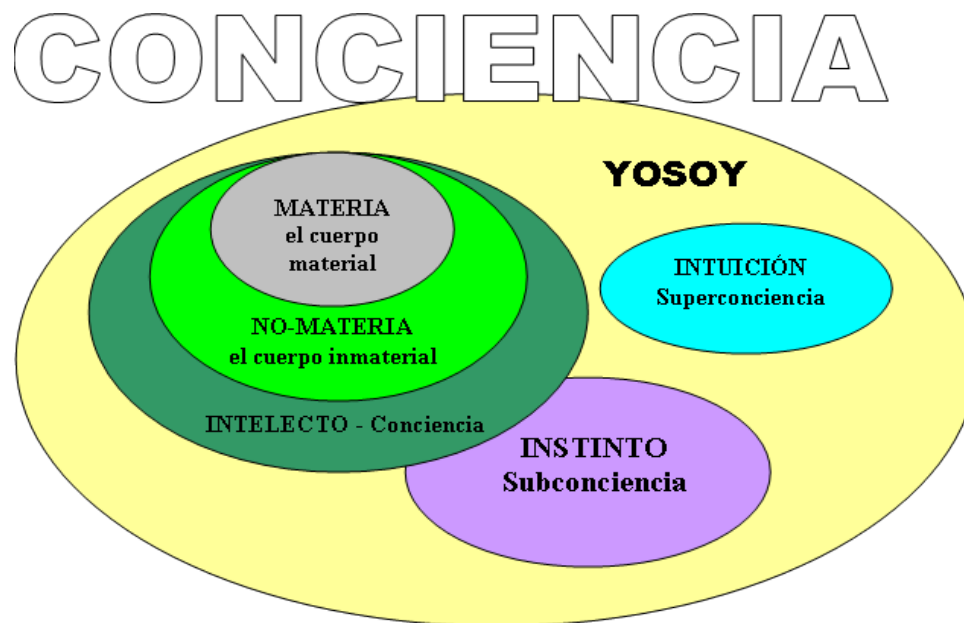 CONCIENCIA
YOSOY
MATERIA
el cuerpo
material
INTUICIÓN
Superconciencia
NO-MATERIA
el cuerpo inmaterial
INTELECTO - Conciencia
INSTINTO
Subconciencia